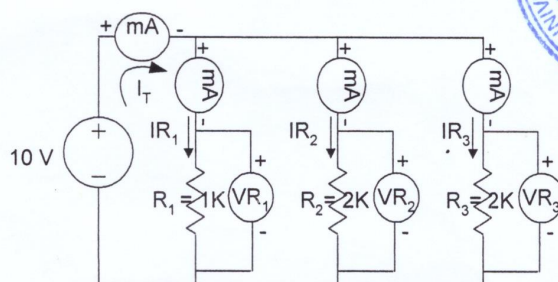 + mA -
+ + +
mA mA mA
I_T
- - -
IR₁ IR₂ IR₃
+ + + +
10 V
-
R₁ = 1K VR₁ R₂ = 2K VR₂ R₃ = 2K VR₃
- - -